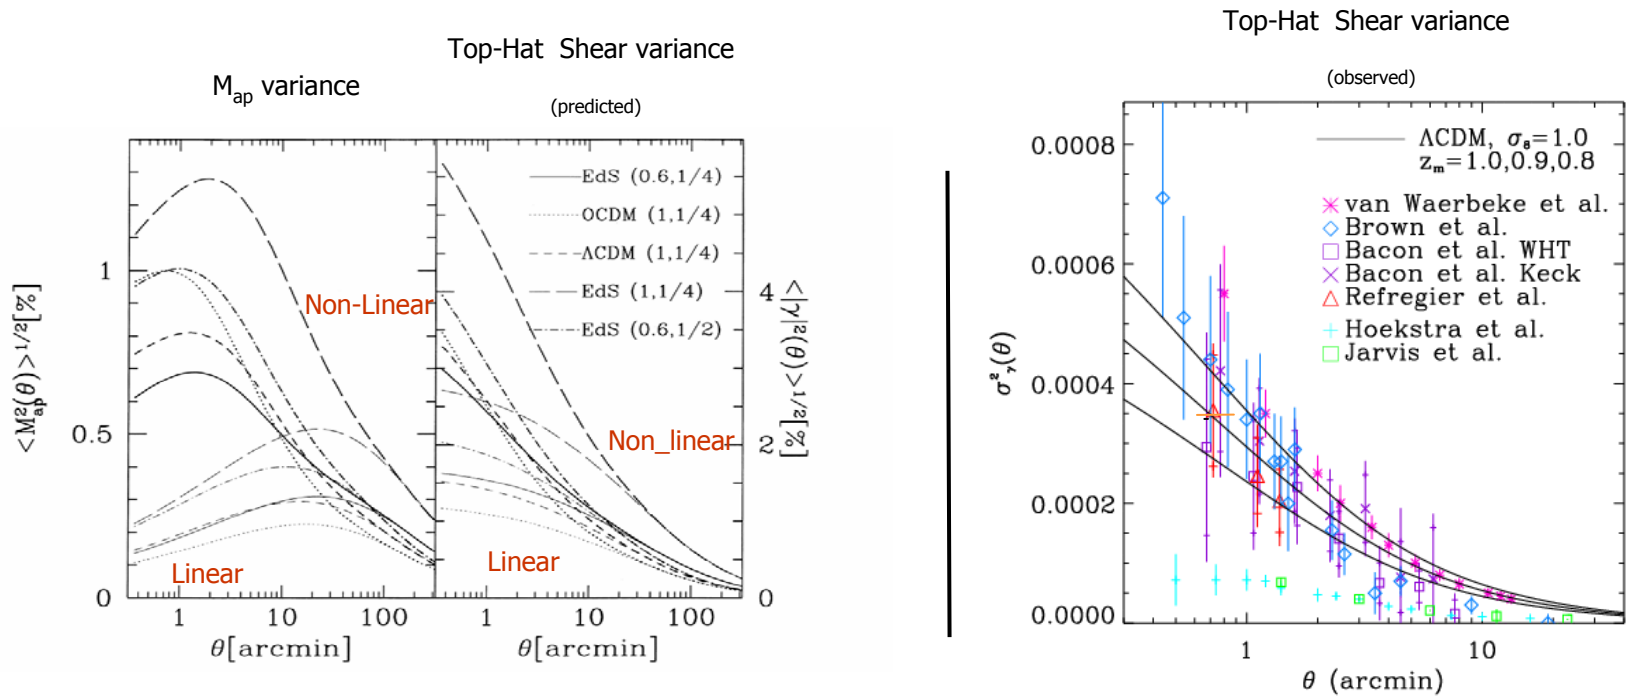 M_ap variance
Top-Hat Shear variance
(predicted)
<M²_ap(θ)>^1/2[%]
1
0.5
0
Non-Linear
Linear
1
10
100
θ[arcmin]
EdS (0.6,1/4)
OCDM (1,1/4)
ΛCDM (1,1/4)
EdS (1,1/4)
EdS (0.6,1/2)
Non_linear
Linear
4
2
0
<|γ|²(θ)>^1/2[%]
1
10
100
θ[arcmin]
Top-Hat Shear variance
(observed)
ΛCDM, σ₈=1.0
z_m=1.0,0.9,0.8
van Waerbeke et al.
Brown et al.
Bacon et al. WHT
Bacon et al. Keck
Refregier et al.
Hoekstra et al.
Jarvis et al.
σ²_γ(θ)
0.0008
0.0006
0.0004
0.0002
0.0000
1
10
θ (arcmin)